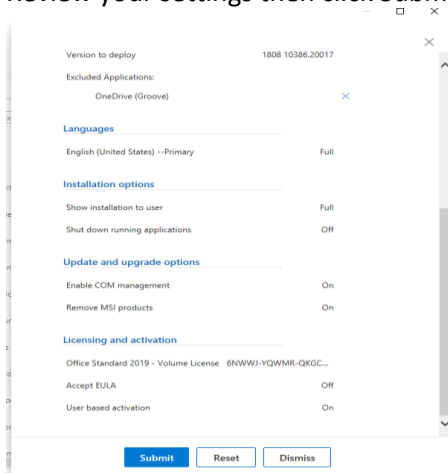 Review your settings then click Subm
Version to deploy 1808 10386.20017
Excluded Applications:
OneDrive (Groove)
Languages
English (United States) --Primary Full
Installation options
Show installation to user Full
Shut down running applications Off
Update and upgrade options
Enable COM management On
Remove MSI products On
Licensing and activation
Office Standard 2019 - Volume License 6NWWJ-YQWMR-QKGC...
Accept EULA Off
User based activation On
Submit Reset Dismiss